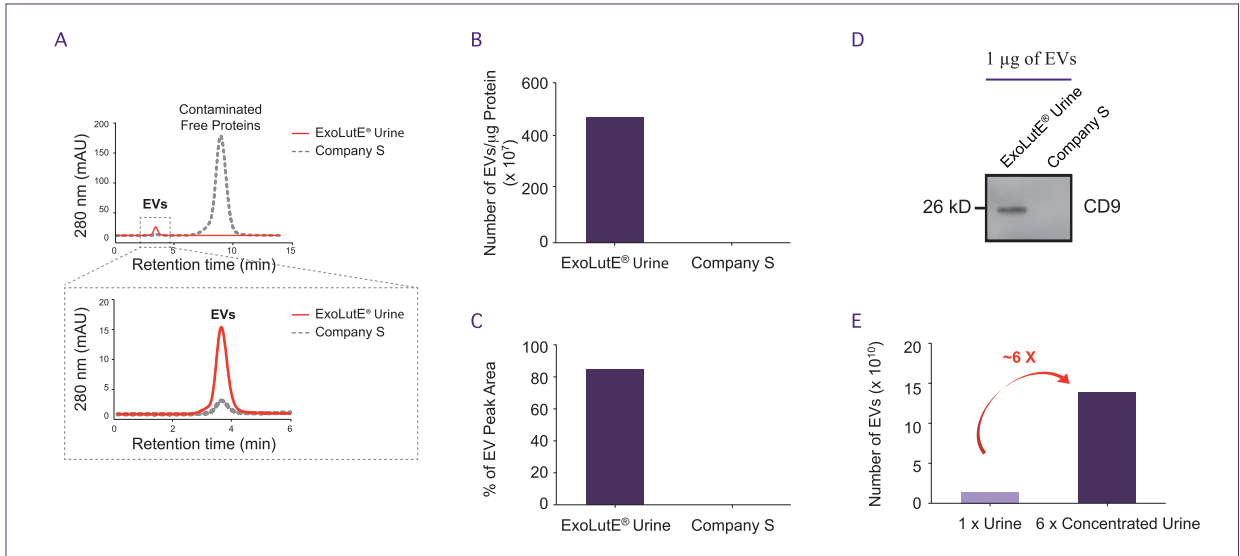 A
Contaminated
Free Proteins
280 nm (mAU)
200
150
100
50
0
0
5
10
15
EVs
ExoLutE® Urine
Company S
Retention time (min)
280 nm (mAU)
20
15
10
5
0
0
2
4
6
EVs
ExoLutE® Urine
Company S
Retention time (min)
B
Number of EVs/μg Protein
(x 10⁷)
600
400
200
0
ExoLutE® Urine
Company S
C
% of EV Peak Area
100
80
60
40
20
0
ExoLutE® Urine
Company S
D
1 μg of EVs
ExoLutE® Urine
Company S
26 kD
CD9
E
Number of EVs (x 10¹⁰)
20
15
10
5
0
~6 X
1 x Urine
6 x Concentrated Urine